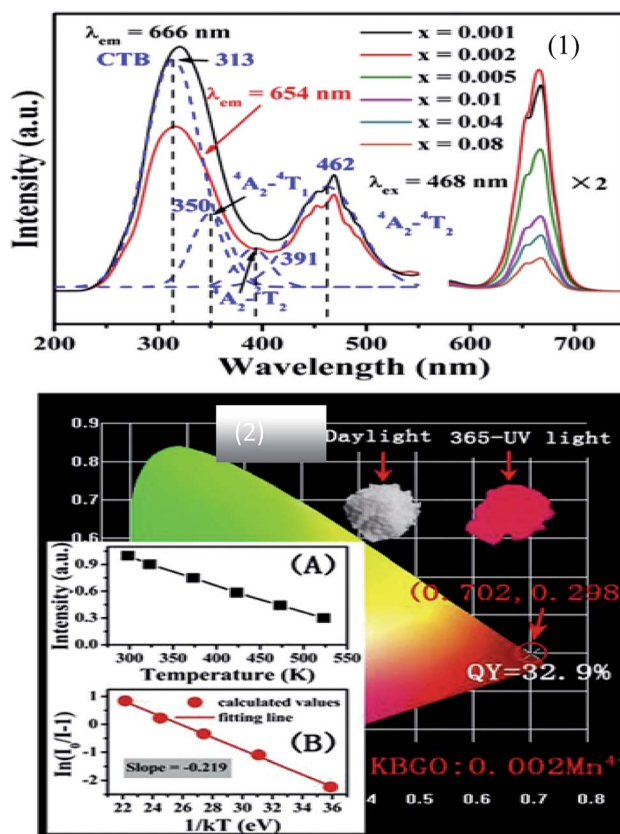 λem = 666 nm
CTB
313
λem = 654 nm
350
⁴A₂-⁴T₁
391
A₂-T₂
462
⁴A₂-⁴T₂
x = 0.001
x = 0.002
x = 0.005
x = 0.01
x = 0.04
x = 0.08
(1)
λex = 468 nm
×2
Intensity (a.u.)
200 300 400 500 600 700
Wavelength (nm)
(2)
Daylight
365-UV light
0.9
0.8
0.7
0.6
(0.702, 0.298
QY=32.9%
KBGO:0.002Mn⁴
.4 0.5 0.6 0.7 0.8
(A)
Intensity (a.u.)
0.9
0.6
0.3
300 350 400 450 500 550
Temperature (K)
(B)
calculated values
fitting line
Slope = -0.219
ln(I₀/I-1)
1
0
-1
-2
22 24 26 28 30 32 34 36
1/kT (eV)